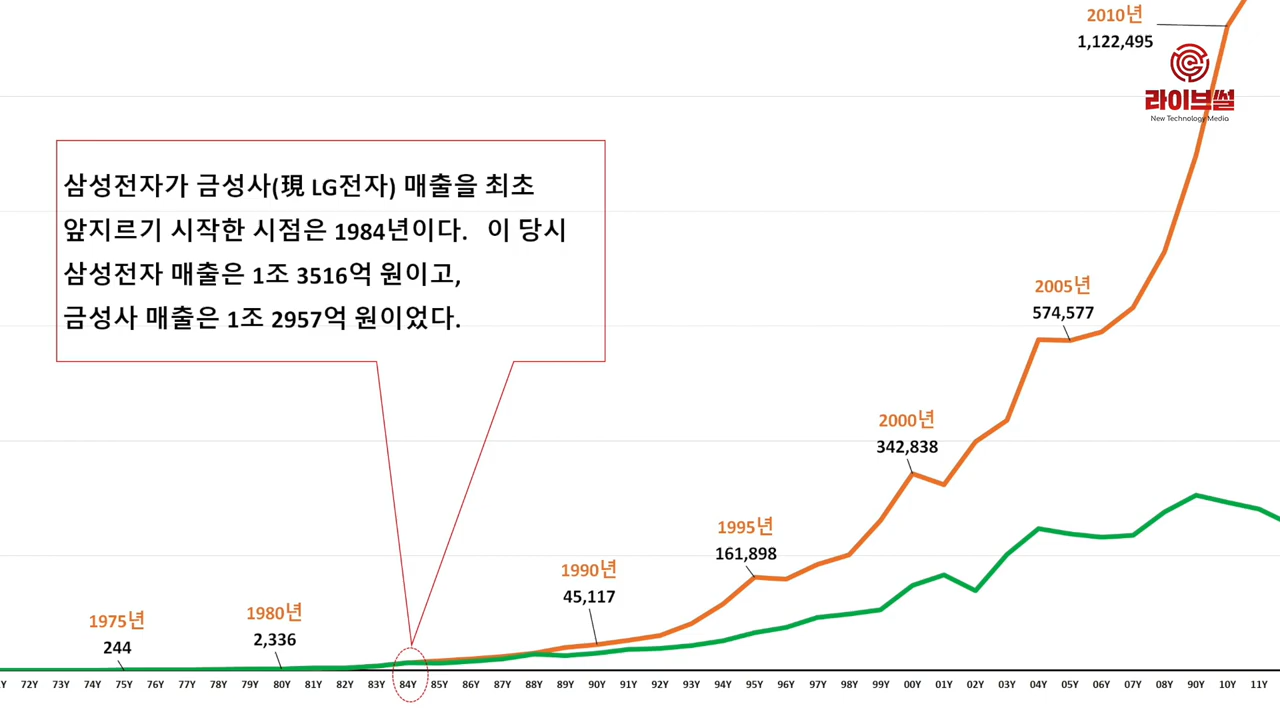 2010년
1,122,495
라이브썰
New Technology Media
삼성전자가 금성사(現 LG전자) 매출을 최초
앞지르기 시작한 시점은 1984년이다. 이 당시
삼성전자 매출은 1조 3516억 원이고,
금성사 매출은 1조 2957억 원이었다.
2005년
574,577
2000년
342,838
1995년
161,898
1990년
45,117
1980년
2,336
1975년
244
Y 72Y 73Y 74Y 75Y 76Y 77Y 78Y 79Y 80Y 81Y 82Y 83Y 84Y 85Y 86Y 87Y 88Y 89Y 90Y 91Y 92Y 93Y 94Y 95Y 96Y 97Y 98Y 99Y 00Y 01Y 02Y 03Y 04Y 05Y 06Y 07Y 08Y 90Y 10Y 11Y